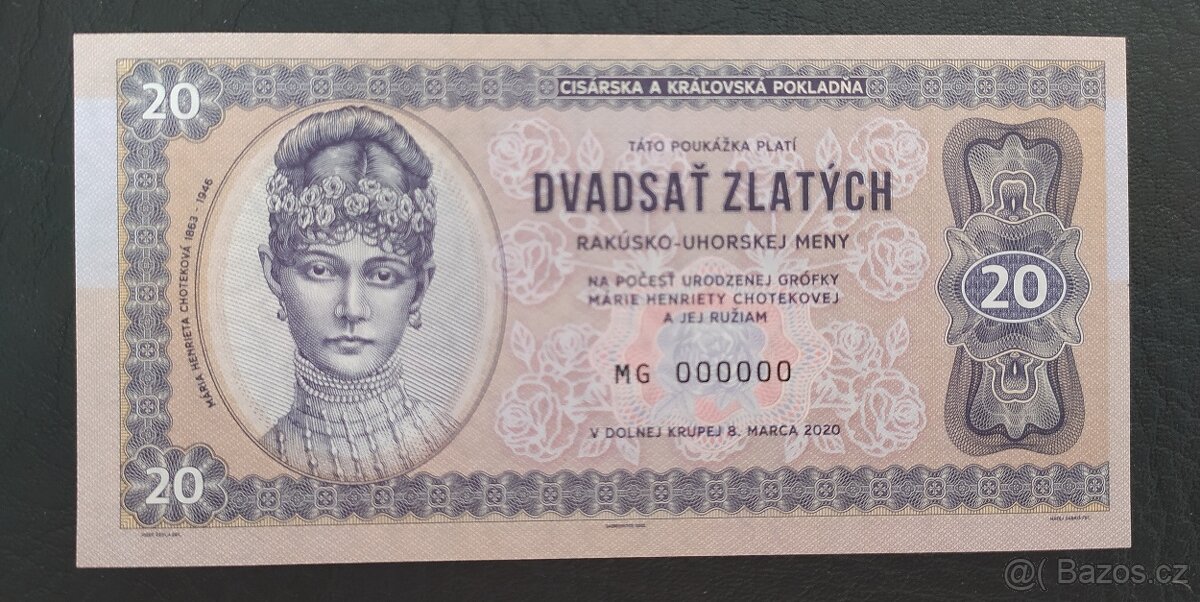 20
CISÁRSKA A KRÁĽOVSKÁ POKLADŇA
TÁTO POUKÁŽKA PLATÍ
DVADSAŤ ZLATÝCH
RAKÚSKO-UHORSKEJ MENY
NA POČESŤ URODZENEJ GRÓFKY
MÁRIE HENRIETY CHOTEKOVEJ
A JEJ RUŽIAM
MG 000000
V DOLNEJ KRUPEJ 8. MARCA 2020
MÁRIA HENRIETA CHOTEKOVÁ 1863 - 1946
20
20
@( Bazos.cz